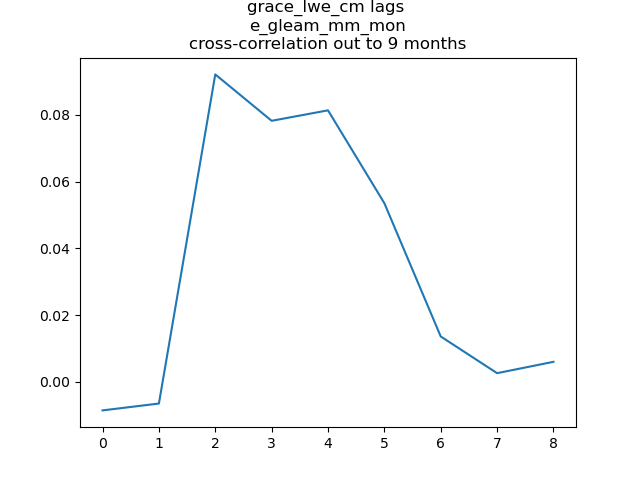 grace_lwe_cm lags
e_gleam_mm_mon
cross-correlation out to 9 months
0.08
0.06
0.04
0.02
0.00
0 1 2 3 4 5 6 7 8